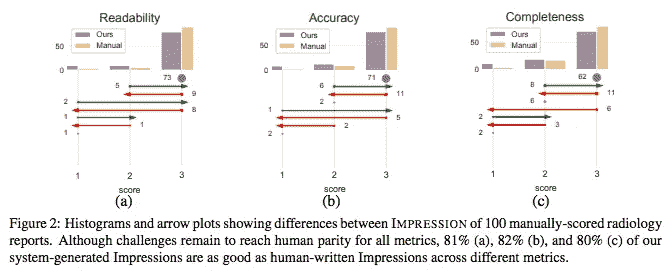 Readability
Accuracy
Completeness
Ours
Manual
50
0
73
5
9
2
8
1
1
1
1 2 3
score
(a)
Ours
Manual
50
0
71
6
11
2
1
5
2
2
1 2 3
score
(b)
Ours
Manual
50
0
62
8
11
6
6
2
3
2
1 2 3
score
(c)
Figure 2: Histograms and arrow plots showing differences between IMPRESSION of 100 manually-scored radiology
reports. Although challenges remain to reach human parity for all metrics, 81% (a), 82% (b), and 80% (c) of our
system-generated Impressions are as good as human-written Impressions across different metrics.